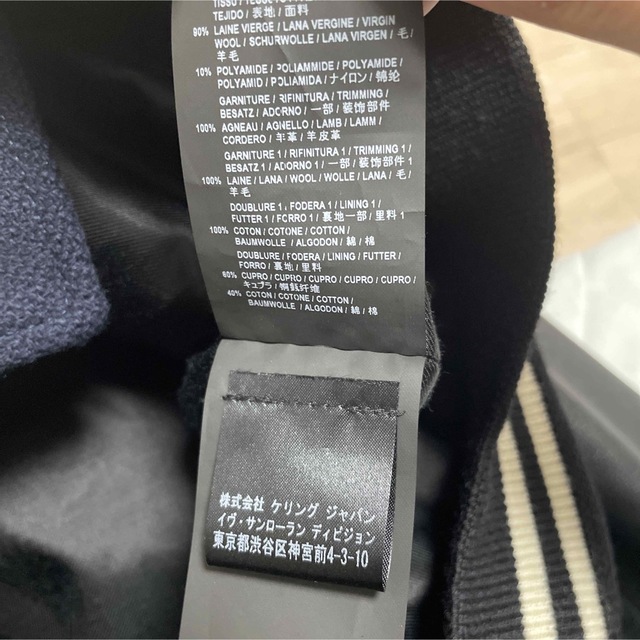 TEJIDO / 表地 / 面料
90% LAINE VIERGE / LANA VERGINE / VIRGIN
WOOL / SCHURWOLLE / LANA VIRGEN / 毛 /
羊毛
10% POLYAMIDE / POLIAMMIDE / POLYAMIDE /
POLYAMID / POLIAMIDA / ナイロン / 锦纶
GARNITURE / RIFINITURA / TRIMMING /
BESATZ / ADORNO / 一部 / 装饰部件
100% AGNEAU / AGNELLO / LAMB / LAMM /
CORDERO / 羊革 / 羊皮革
GARNITURE 1 / RIFINITURA 1 / TRIMMING 1 /
BESATZ 1 / ADORNO 1 / 一部 / 装饰部件 1
100% LAINE / LANA / WOOL / WOLLE / LANA / 毛 /
羊毛
DOUBLURE 1 / FODERA 1 / LINING 1 /
FUTTER 1 / FORRO 1 / 裏地一部 / 里料 1
100% COTON / COTONE / COTTON /
BAUMWOLLE / ALGODON / 綿 / 棉
DOUBLURE / FODERA / LINING / FUTTER /
FORRO / 裏地 / 里料
60% CUPRO / CUPRO / CUPRO / CUPRO / CUPRO /
キュプラ / 铜氨纤维
40% COTON / COTONE / COTTON /
BAUMWOLLE / ALGODON / 綿 / 棉
株式会社 ケリング ジャパン
イヴ・サンローラン ディビジョン
東京都渋谷区神宮前4-3-10